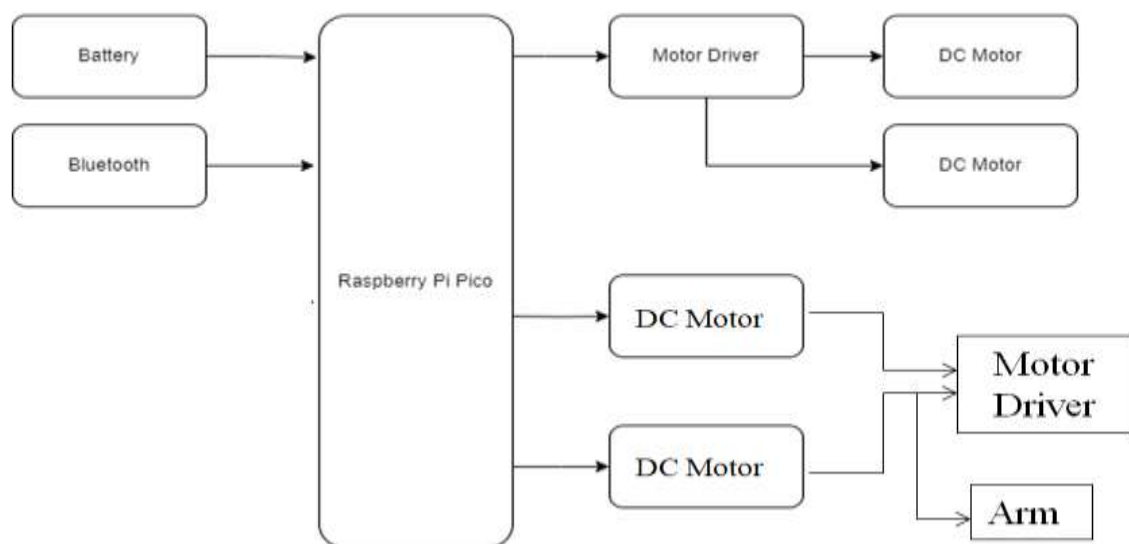 Battery
Motor Driver
DC Motor
Bluetooth
DC Motor
Raspberry Pi Pico
DC Motor
Motor
Driver
DC Motor
Arm